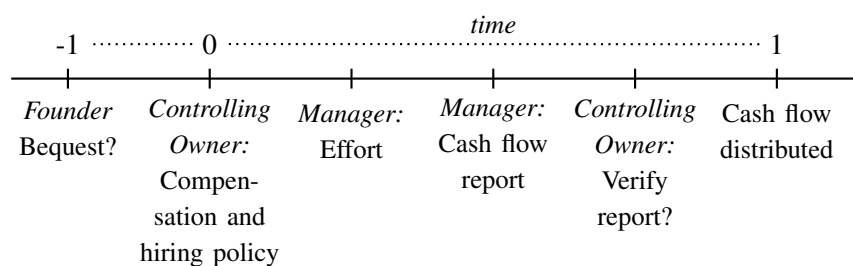 time
-1 0 1
Founder
Bequest?
Controlling
Owner:
Compen-
sation and
hiring policy
Manager:
Effort
Manager:
Cash flow
report
Controlling
Owner:
Verify
report?
Cash flow
distributed